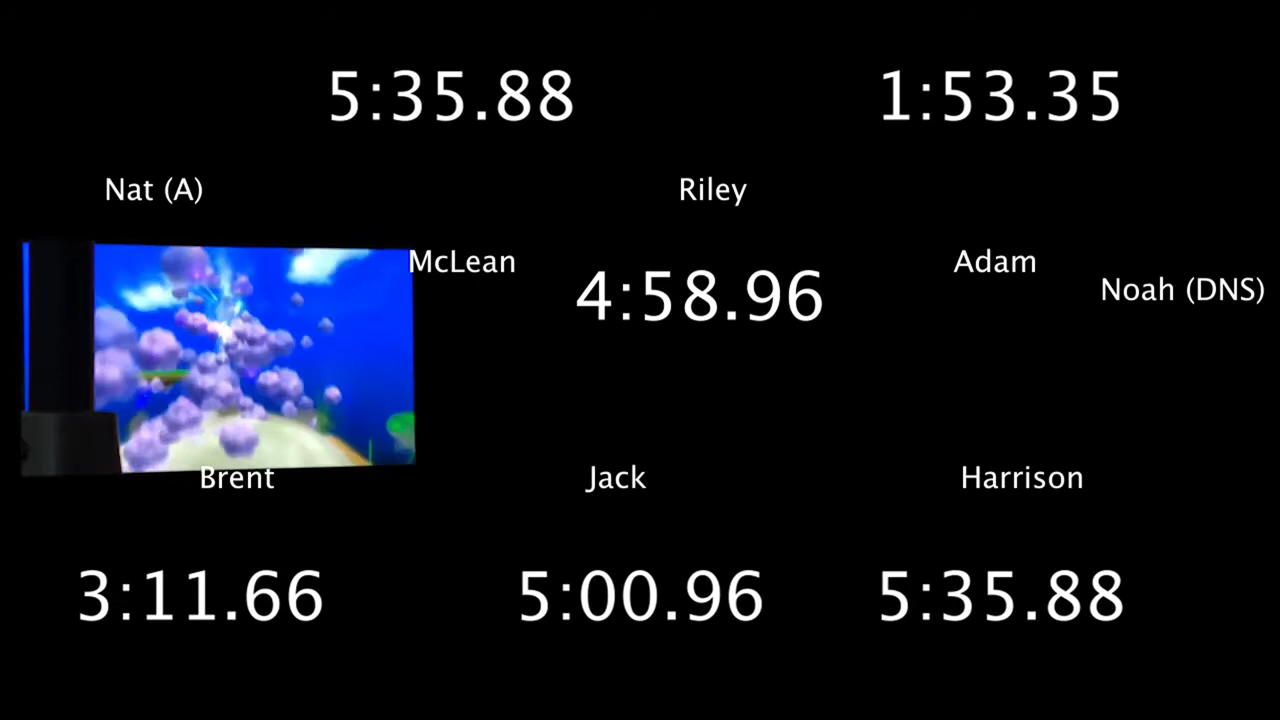 5:35.88 1:53.35
Nat (A) Riley
McLean Adam
4:58.96 Noah (DNS)
Brent Jack Harrison
3:11.66 5:00.96 5:35.88